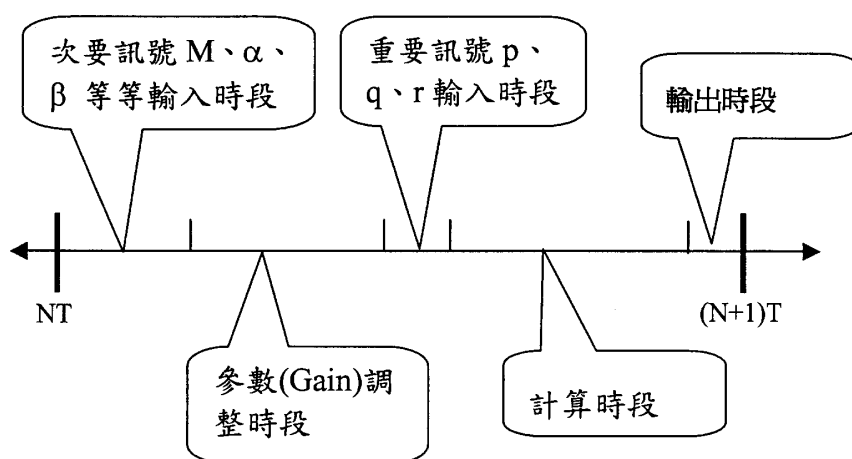 次要訊號 M、α、
β 等等輸入時段
重要訊號 p、
q、r 輸入時段
輸出時段
NT
(N+1)T
參數(Gain)調
整時段
計算時段